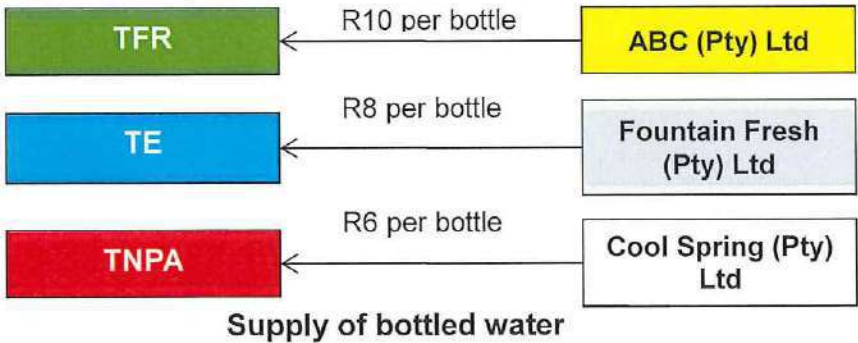 TFR
R10 per bottle
ABC (Pty) Ltd
TE
R8 per bottle
Fountain Fresh
(Pty) Ltd
TNPA
R6 per bottle
Cool Spring (Pty)
Ltd
Supply of bottled water